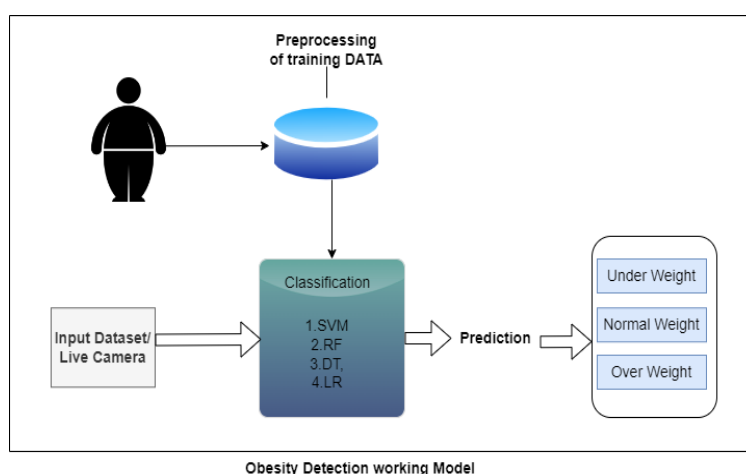 Preprocessing
of training DATA
Classification
1.SVM
2.RF
3.DT,
4.LR
Input Dataset/
Live Camera
Prediction
Under Weight
Normal Weight
Over Weight
Obesity Detection working Model